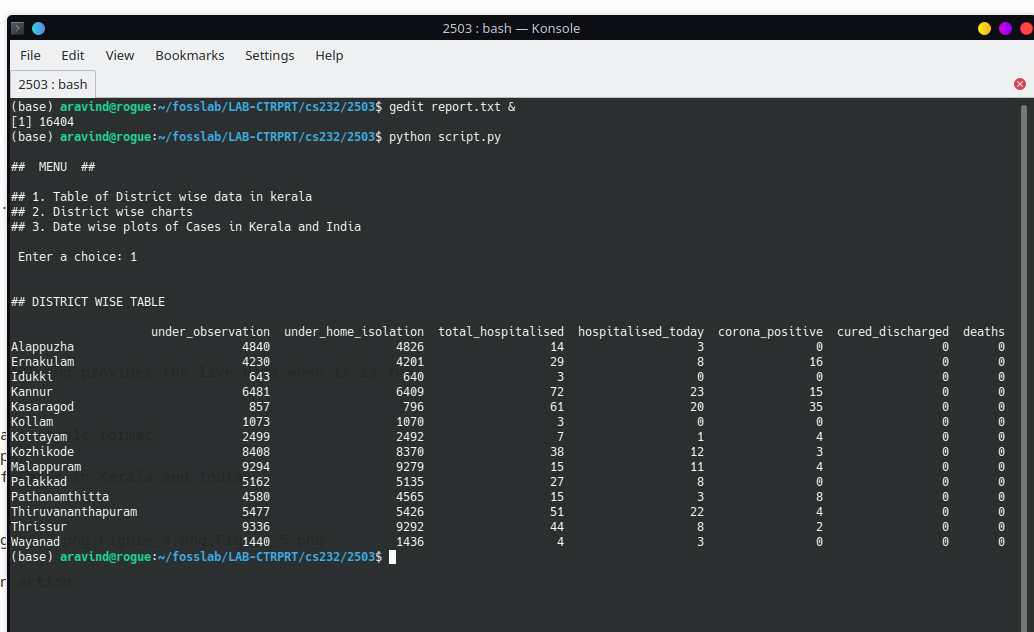 2503 : bash — Konsole
File Edit View Bookmarks Settings Help
2503 : bash
(base) aravind@rogue:~/fosslab/LAB-CTRPRT/cs232/2503$ gedit report.txt &
[1] 16404
(base) aravind@rogue:~/fosslab/LAB-CTRPRT/cs232/2503$ python script.py
## MENU ##
## 1. Table of District wise data in kerala
## 2. District wise charts
## 3. Date wise plots of Cases in Kerala and India
Enter a choice: 1
## DISTRICT WISE TABLE
under_observation under_home_isolation total_hospitalised hospitalised_today corona_positive cured_discharged deaths
Alappuzha 4840 4826 14 3 0 0 0
Ernakulam 4230 4201 29 8 16 0 0
Idukki 643 640 3 0 0 0 0
Kannur 6481 6409 72 23 15 0 0
Kasaragod 857 796 61 20 35 0 0
Kollam 1073 1070 3 0 0 0 0
Kottayam 2499 2492 7 1 4 0 0
Kozhikode 8408 8370 38 12 3 0 0
Malappuram 9294 9279 15 11 4 0 0
Palakkad 5162 5135 27 8 0 0 0
Pathanamthitta 4580 4565 15 3 8 0 0
Thiruvananthapuram 5477 5426 51 22 4 0 0
Thrissur 9336 9292 44 8 2 0 0
Wayanad 1440 1436 4 3 0 0 0
(base) aravind@rogue:~/fosslab/LAB-CTRPRT/cs232/2503$